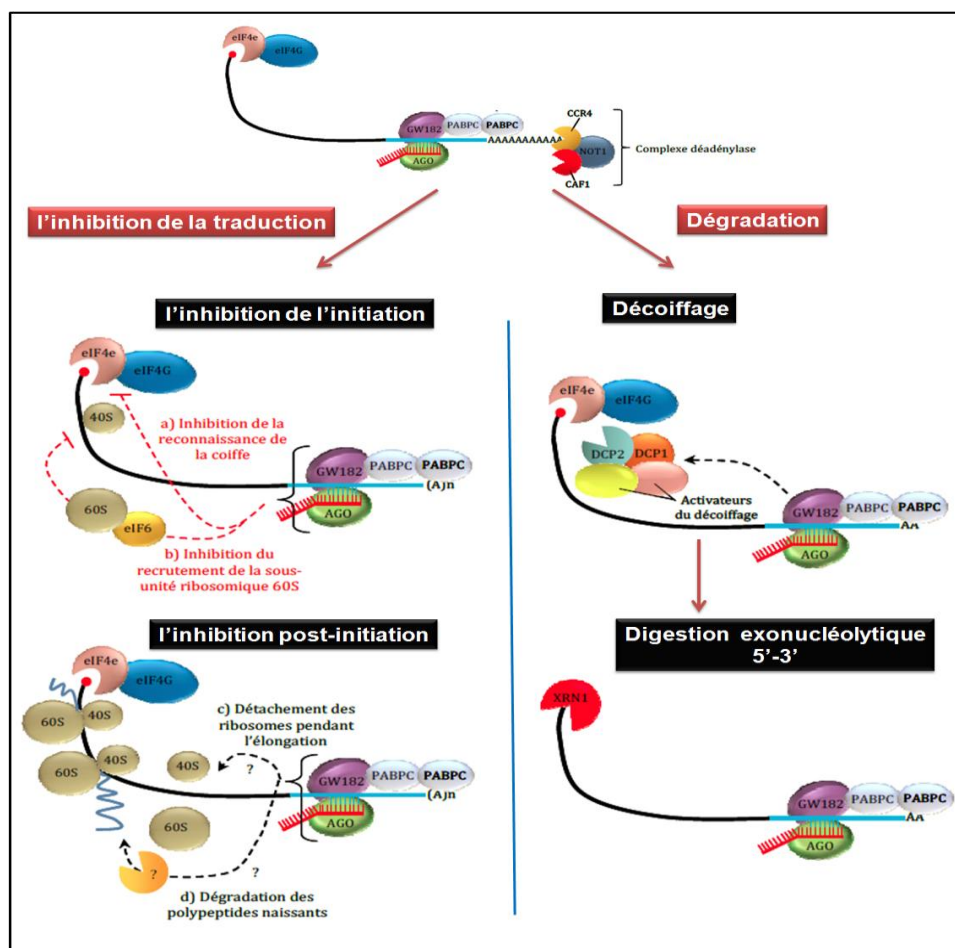 eIF4e
eIF4G
CCR4
GW182
PABPC
PABPC
AAAAAAAAAA
NOT1
Complexe déadénylase
AGO
CAF1
l'inhibition de la traduction
Dégradation
l'inhibition de l'initiation
eIF4e
eIF4G
40S
a) Inhibition de la
reconnaissance de
la coiffe
GW182
PABPC
PABPC
(A)n
60S
eIF6
AGO
b) Inhibition du
recrutement de la sous-
unité ribosomique 60S
l'inhibition post-initiation
eIF4e
eIF4G
60S
40S
c) Détachement des
ribosomes pendant
l'élongation
60S
40S
40S
?
GW182
PABPC
PABPC
(A)n
AGO
60S
?
?
d) Dégradation des
polypeptides naissants
Décoiffage
eIF4e
eIF4G
DCP2
DCP1
Activateurs
du décoiffage
GW182
PABPC
PABPC
AA
AGO
Digestion exonucléolytique
5'-3'
XRN1
GW182
PABPC
PABPC
AA
AGO